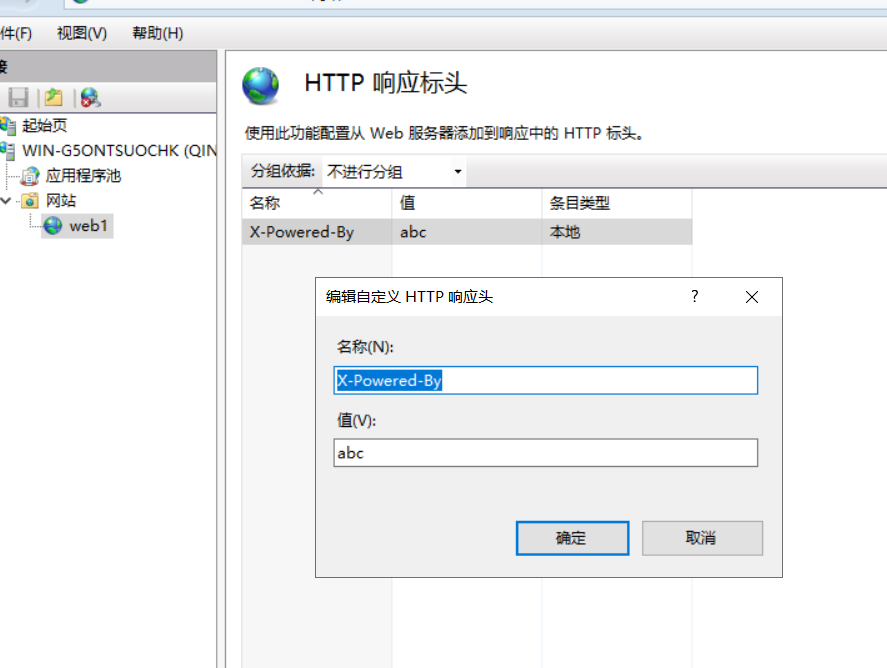 件(F) 视图(V) 帮助(H)
接
起始页
WIN-G5ONTSUOCHK (QIN
应用程序池
网站
web1
HTTP 响应标头
使用此功能配置从 Web 服务器添加到响应中的 HTTP 标头。
分组依据: 不进行分组
名称 值 条目类型
X-Powered-By abc 本地
编辑自定义 HTTP 响应头 ?
名称(N):
X-Powered-By
值(V):
abc
确定 取消